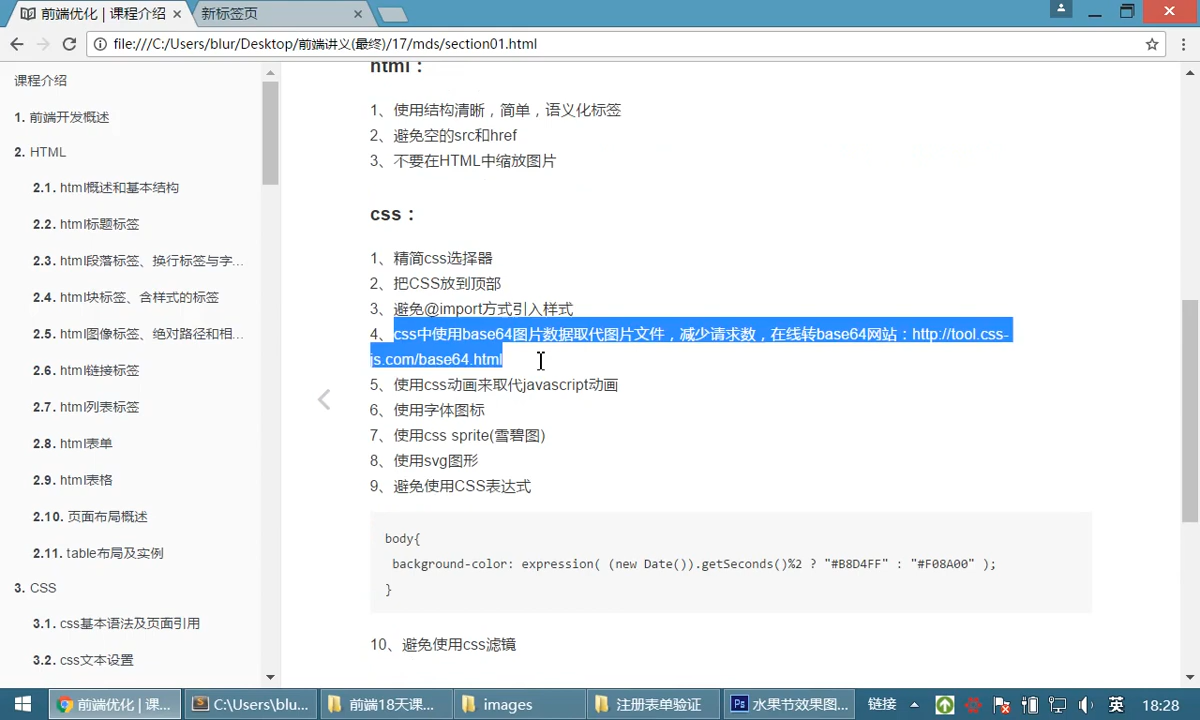 前端优化 | 课程介绍
新标签页
file:///C:/Users/blur/Desktop/前端讲义(最终)/17/mds/section01.html
课程介绍
1. 前端开发概述
2. HTML
2.1. html概述和基本结构
2.2. html标题标签
2.3. html段落标签、换行标签与字...
2.4. html块标签、含样式的标签
2.5. html图像标签、绝对路径和相...
2.6. html链接标签
2.7. html列表标签
2.8. html表单
2.9. html表格
2.10. 页面布局概述
2.11. table布局及实例
3. CSS
3.1. css基本语法及页面引用
3.2. css文本设置
html：
1、使用结构清晰，简单，语义化标签
2、避免空的src和href
3、不要在HTML中缩放图片
css：
1、精简css选择器
2、把CSS放到顶部
3、避免@import方式引入样式
4、css中使用base64图片数据取代图片文件，减少请求数，在线转base64网站：http://tool.css-
js.com/base64.html
5、使用css动画来取代javascript动画
6、使用字体图标
7、使用css sprite(雪碧图)
8、使用svg图形
9、避免使用CSS表达式
body{
background-color: expression( (new Date()).getSeconds()%2 ? "#B8D4FF" : "#F08A00" );
}
10、避免使用css滤镜
前端优化 | 课...
C:\Users\blu...
前端18天课...
images
注册表单验证
水果节效果图...
链接
英
18:28